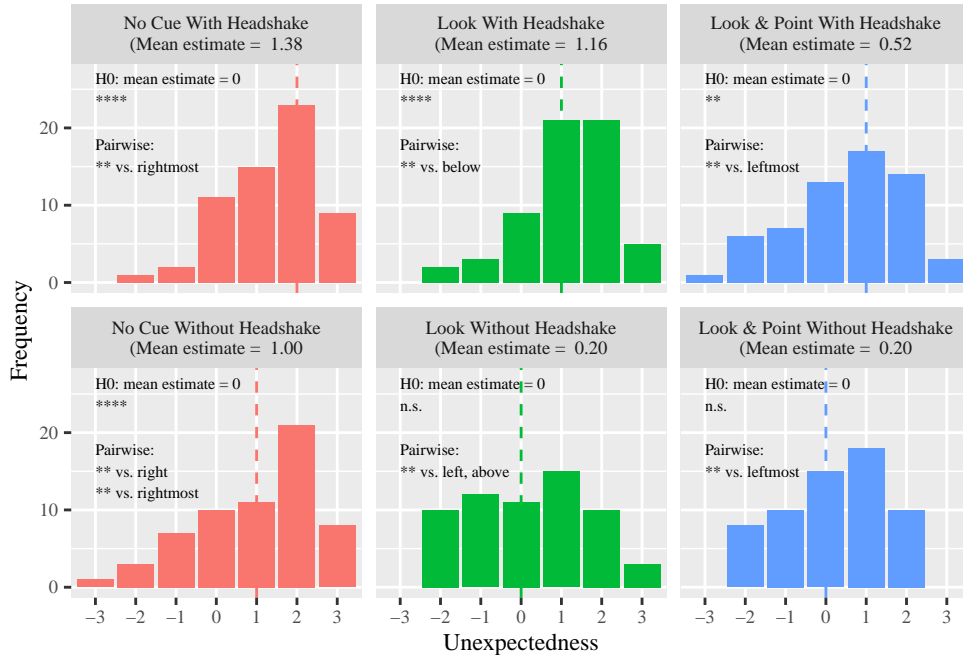 No Cue With Headshake
(Mean estimate = 1.38
Look With Headshake
(Mean estimate = 1.16
Look & Point With Headshake
(Mean estimate = 0.52
H0: mean estimate = 0
****
Pairwise:
** vs. rightmost
H0: mean estimate = 0
****
Pairwise:
** vs. below
H0: mean estimate = 0
**
Pairwise:
** vs. leftmost
20
10
0
No Cue Without Headshake
(Mean estimate = 1.00
Look Without Headshake
(Mean estimate = 0.20
Look & Point Without Headshake
(Mean estimate = 0.20
H0: mean estimate = 0
****
Pairwise:
** vs. right
** vs. rightmost
H0: mean estimate = 0
n.s.
Pairwise:
** vs. left, above
H0: mean estimate = 0
n.s.
Pairwise:
** vs. leftmost
20
10
0
−3 −2 −1 0 1 2 3
−3 −2 −1 0 1 2 3
−3 −2 −1 0 1 2 3
Frequency
Unexpectedness